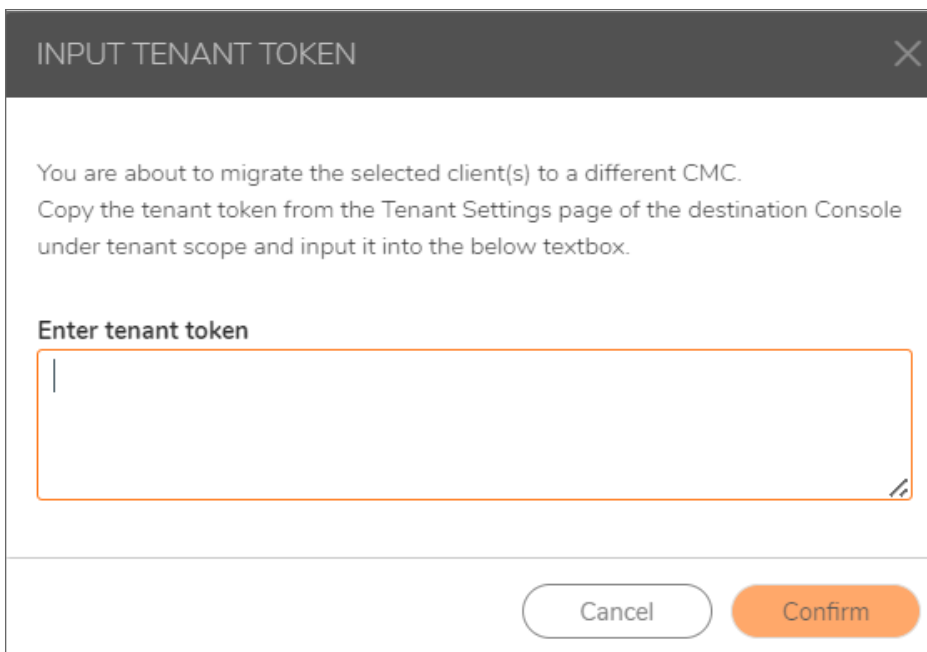 INPUT TENANT TOKEN
You are about to migrate the selected client(s) to a different CMC.
Copy the tenant token from the Tenant Settings page of the destination Console
under tenant scope and input it into the below textbox.
Enter tenant token
Cancel Confirm